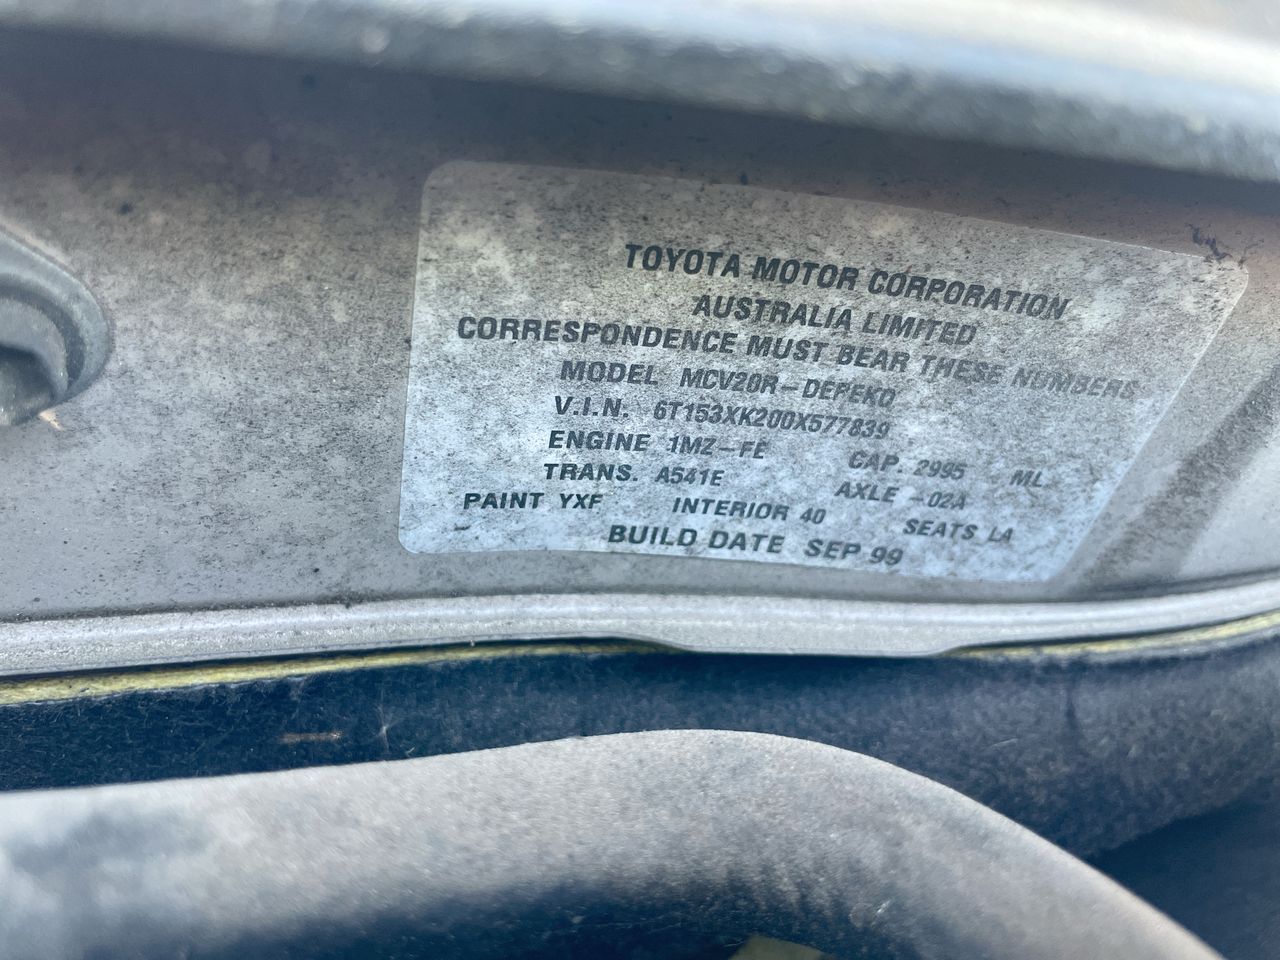 TOYOTA MOTOR CORPORATION
AUSTRALIA LIMITED
CORRESPONDENCE MUST BEAR THESE NUMBERS
MODEL MCV20R-DEPEKQ
V.I.N. 6T153XK200X577839
ENGINE 1MZ-FE CAP. 2995 ML
TRANS. A541E AXLE -02A
PAINT YXF INTERIOR 40 SEATS LA
BUILD DATE SEP 99